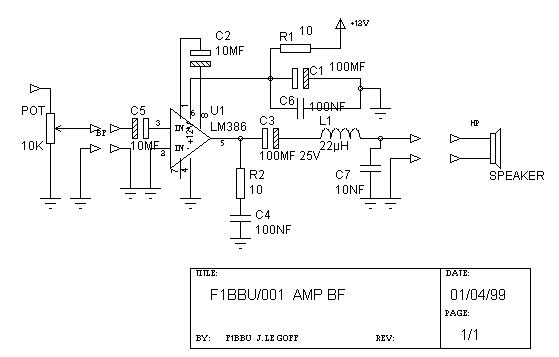 +12V
R1 10
C2
10MF
C1
100MF
C6
100NF
POT
10K
BF
C5
10MF
1
6
8
3
IN
+12V
IN
2
7
4
5
U1
LM386
C3
100MF 25V
L1
22µH
HP
SPEAKER
C7
10NF
R2
10
C4
100NF
TITLE:
F1BBU/001 AMP BF
DATE:
01/04/99
PAGE:
1/1
BY: F1BBU J.LE GOFF
REV: